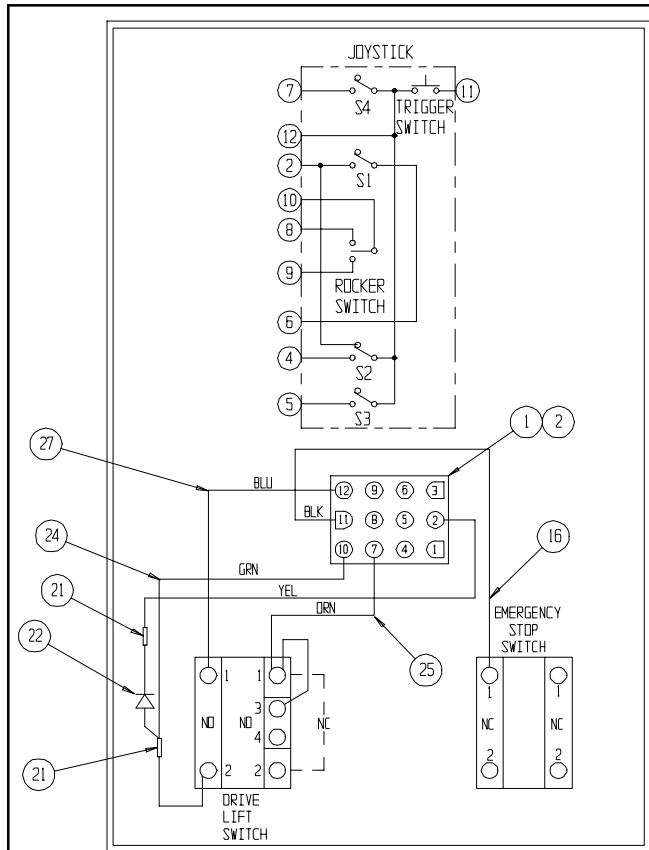 JOYSTICK
7
S4
TRIGGER
SWITCH
11
12
2
S1
10
8
9
ROCKER
SWITCH
6
4
S2
5
S3
1 2
27
BLU
12 9 6 3
BLK
11 8 5 2
24
10 7 4 1
16
GRN
YEL
21
ORN
EMERGENCY
STOP
SWITCH
22
25
1 1
1 1
3
NO NO NC
4
NC NC
21
2 2
2 2
DRIVE
LIFT
SWITCH